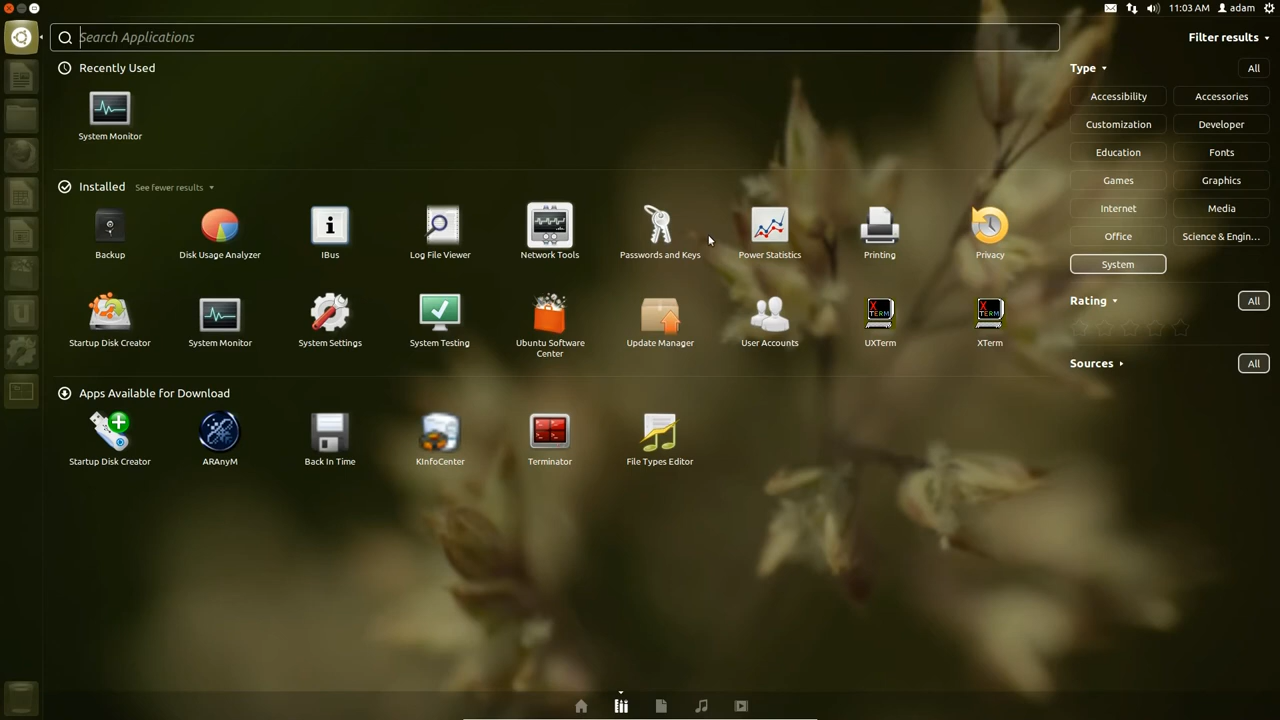 11:03 AM adam
Search Applications
Filter results
Recently Used
System Monitor
Installed See fewer results
Backup
Disk Usage Analyzer
IBus
Log File Viewer
Network Tools
Passwords and Keys
Power Statistics
Printing
Privacy
Startup Disk Creator
System Monitor
System Settings
System Testing
Ubuntu Software
Center
Update Manager
User Accounts
UXTerm
XTerm
Apps Available for Download
Startup Disk Creator
ARAnyM
Back In Time
KInfoCenter
Terminator
File Types Editor
Type All
Accessibility Accessories
Customization Developer
Education Fonts
Games Graphics
Internet Media
Office Science & Engin...
System
Rating All
Sources All